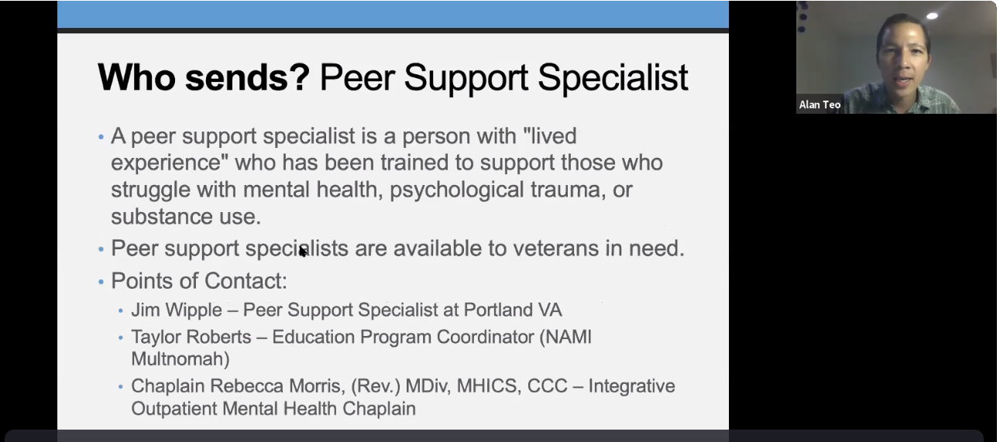 Who sends? Peer Support Specialist
• A peer support specialist is a person with "lived
experience" who has been trained to support those who
struggle with mental health, psychological trauma, or
substance use.
• Peer support specialists are available to veterans in need.
• Points of Contact:
• Jim Wipple – Peer Support Specialist at Portland VA
• Taylor Roberts – Education Program Coordinator (NAMI
Multnomah)
• Chaplain Rebecca Morris, (Rev.) MDiv, MHICS, CCC – Integrative
Outpatient Mental Health Chaplain
Alan Teo